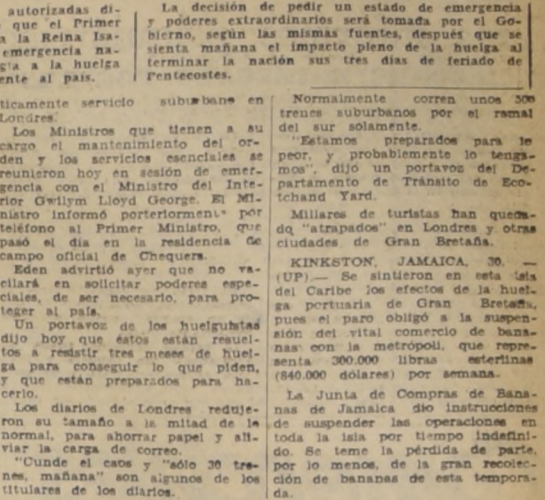 autorizadas di-
que el Primer
a la Reina Isa-
emergencia na-
a la huelga
ente al país.
La decisión de pedir un estado de emergencia
y poderes extraordinarios será tomada por el Go-
bierno, según las mismas fuentes, después que se
sienta mañana el impacto pleno de la huelga al
terminar la nación sus tres días de feriado de
Pentecostes.
ticamente servicio suburbano en
Londres.
Los Ministros que tienen a su
cargo el mantenimiento del or-
den y los servicios esenciales se
reunieron hoy en sesión de emer-
gencia con el Ministro del Inte-
rior Gwilym Lloyd George. El Mi-
nistro informó porteriormente por
teléfono al Primer Ministro, que
pasó el día en la residencia de
campo oficial de Chequers.
Eden advirtió ayer que no va-
cilará en solicitar poderes espe-
ciales, de ser necesario, para pro-
teger al país.
Un portavoz de los huelguistas
dijo hoy que éstos están resuel-
tos a resistir tres meses de huel-
ga para conseguir lo que piden,
y que están preparados para ha-
cerlo.
Los diarios de Londres reduje-
ron su tamaño a la mitad de lo
normal, para ahorrar papel y ali-
viar la carga de correo.
"Cunde el caos y "sólo 30 tre-
nes, mañana" son algunos de los
titulares de los diarios.
Normalmente corren unos 500
trenes suburbanos por el ramal
del sur solamente.
"Estamos preparados para lo
peor, y probablemente lo tenga-
mos", dijo un portavoz del De-
partamento de Tránsito de Sco-
tchand Yard.
Millares de turistas han queda-
do "atrapados" en Londres y otras
ciudades de Gran Bretaña.
KINKSTON, JAMAICA, 30. —
(UP).— Se sintieron en esta isla
del Caribe los efectos de la huel-
ga portuaria de Gran Bretaña,
pues el paro obligó a la suspen-
sión del vital comercio de bana-
nas con la metrópoli, que repre-
senta 300.000 libras esterlinas
(840.000 dólares) por semana.
La Junta de Compras de Bana-
nas de Jamaica dio instrucciones
de suspender las operaciones en
toda la isla por tiempo indefini-
do. Se teme la pérdida de parte,
por lo menos, de la gran recolec-
ción de bananas de esta tempora-
da.